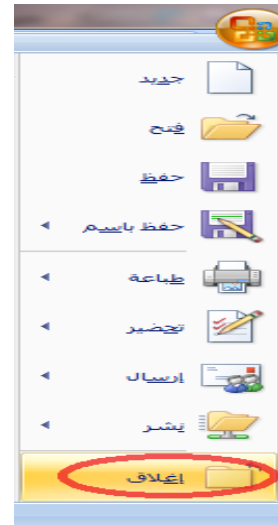 جديد
فتح
حفظ
حفظ باسم
طباعة
تحضير
إرسال
نشر
إغلاق